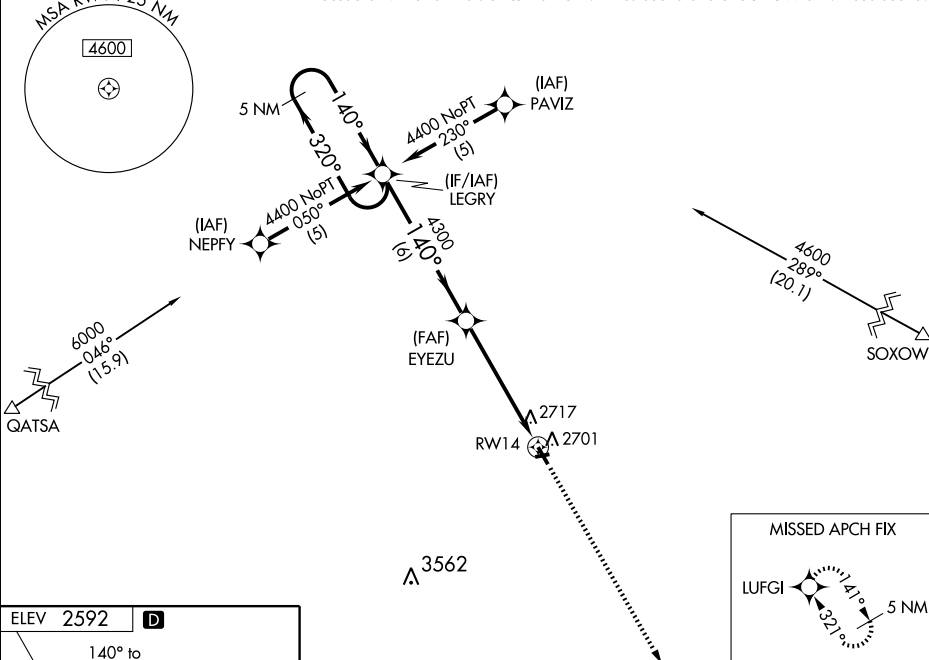 MSA RW14 25 NM
4600
5 NM
140°
320°
(IAF)
PAVIZ
4400 NoPT
230°
(5)
(IF/IAF)
LEGRY
4400 NoPT
050°
(5)
(IAF)
NEPFY
4300
140°
(6)
4600
289°
(20.1)
SOXOW
6000
046°
(15.9)
QATSA
(FAF)
EYEZU
2717
RW14
2701
3562
MISSED APCH FIX
LUFGI
141°
321°
5 NM
ELEV 2592 D
140° to